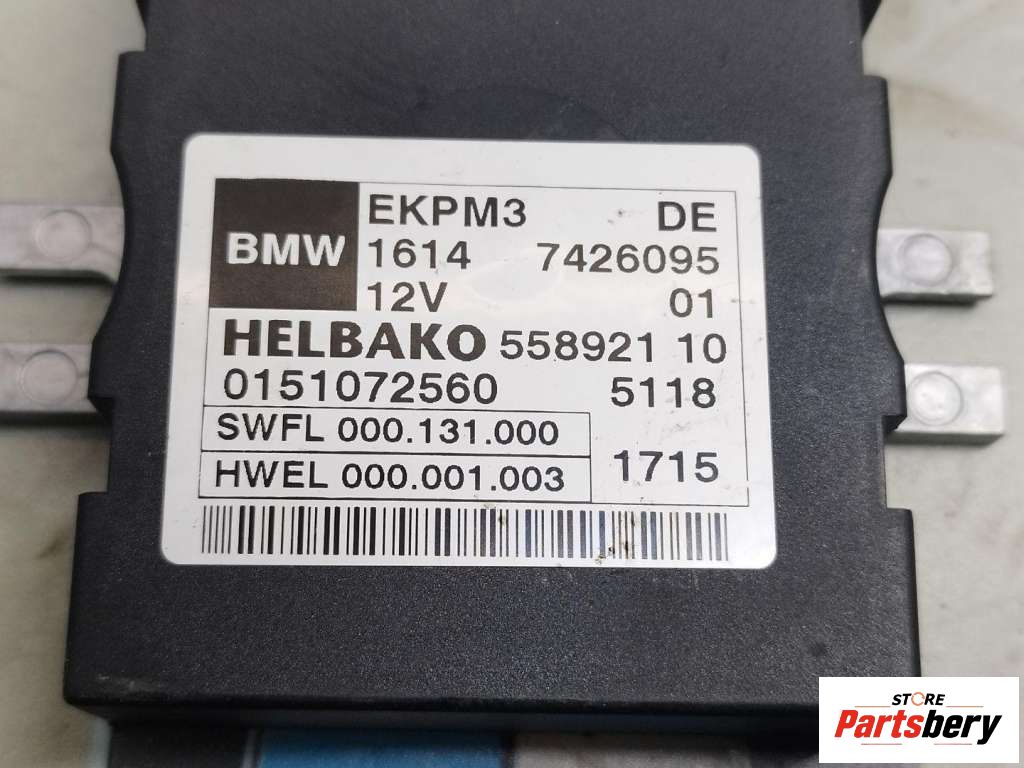 BMW EKPM3 DE
1614 7426095
12V 01
HELBAKO 558921 10
0151072560 5118
SWFL 000.131.000
HWEL 000.001.003 1715
STORE
Partsbery